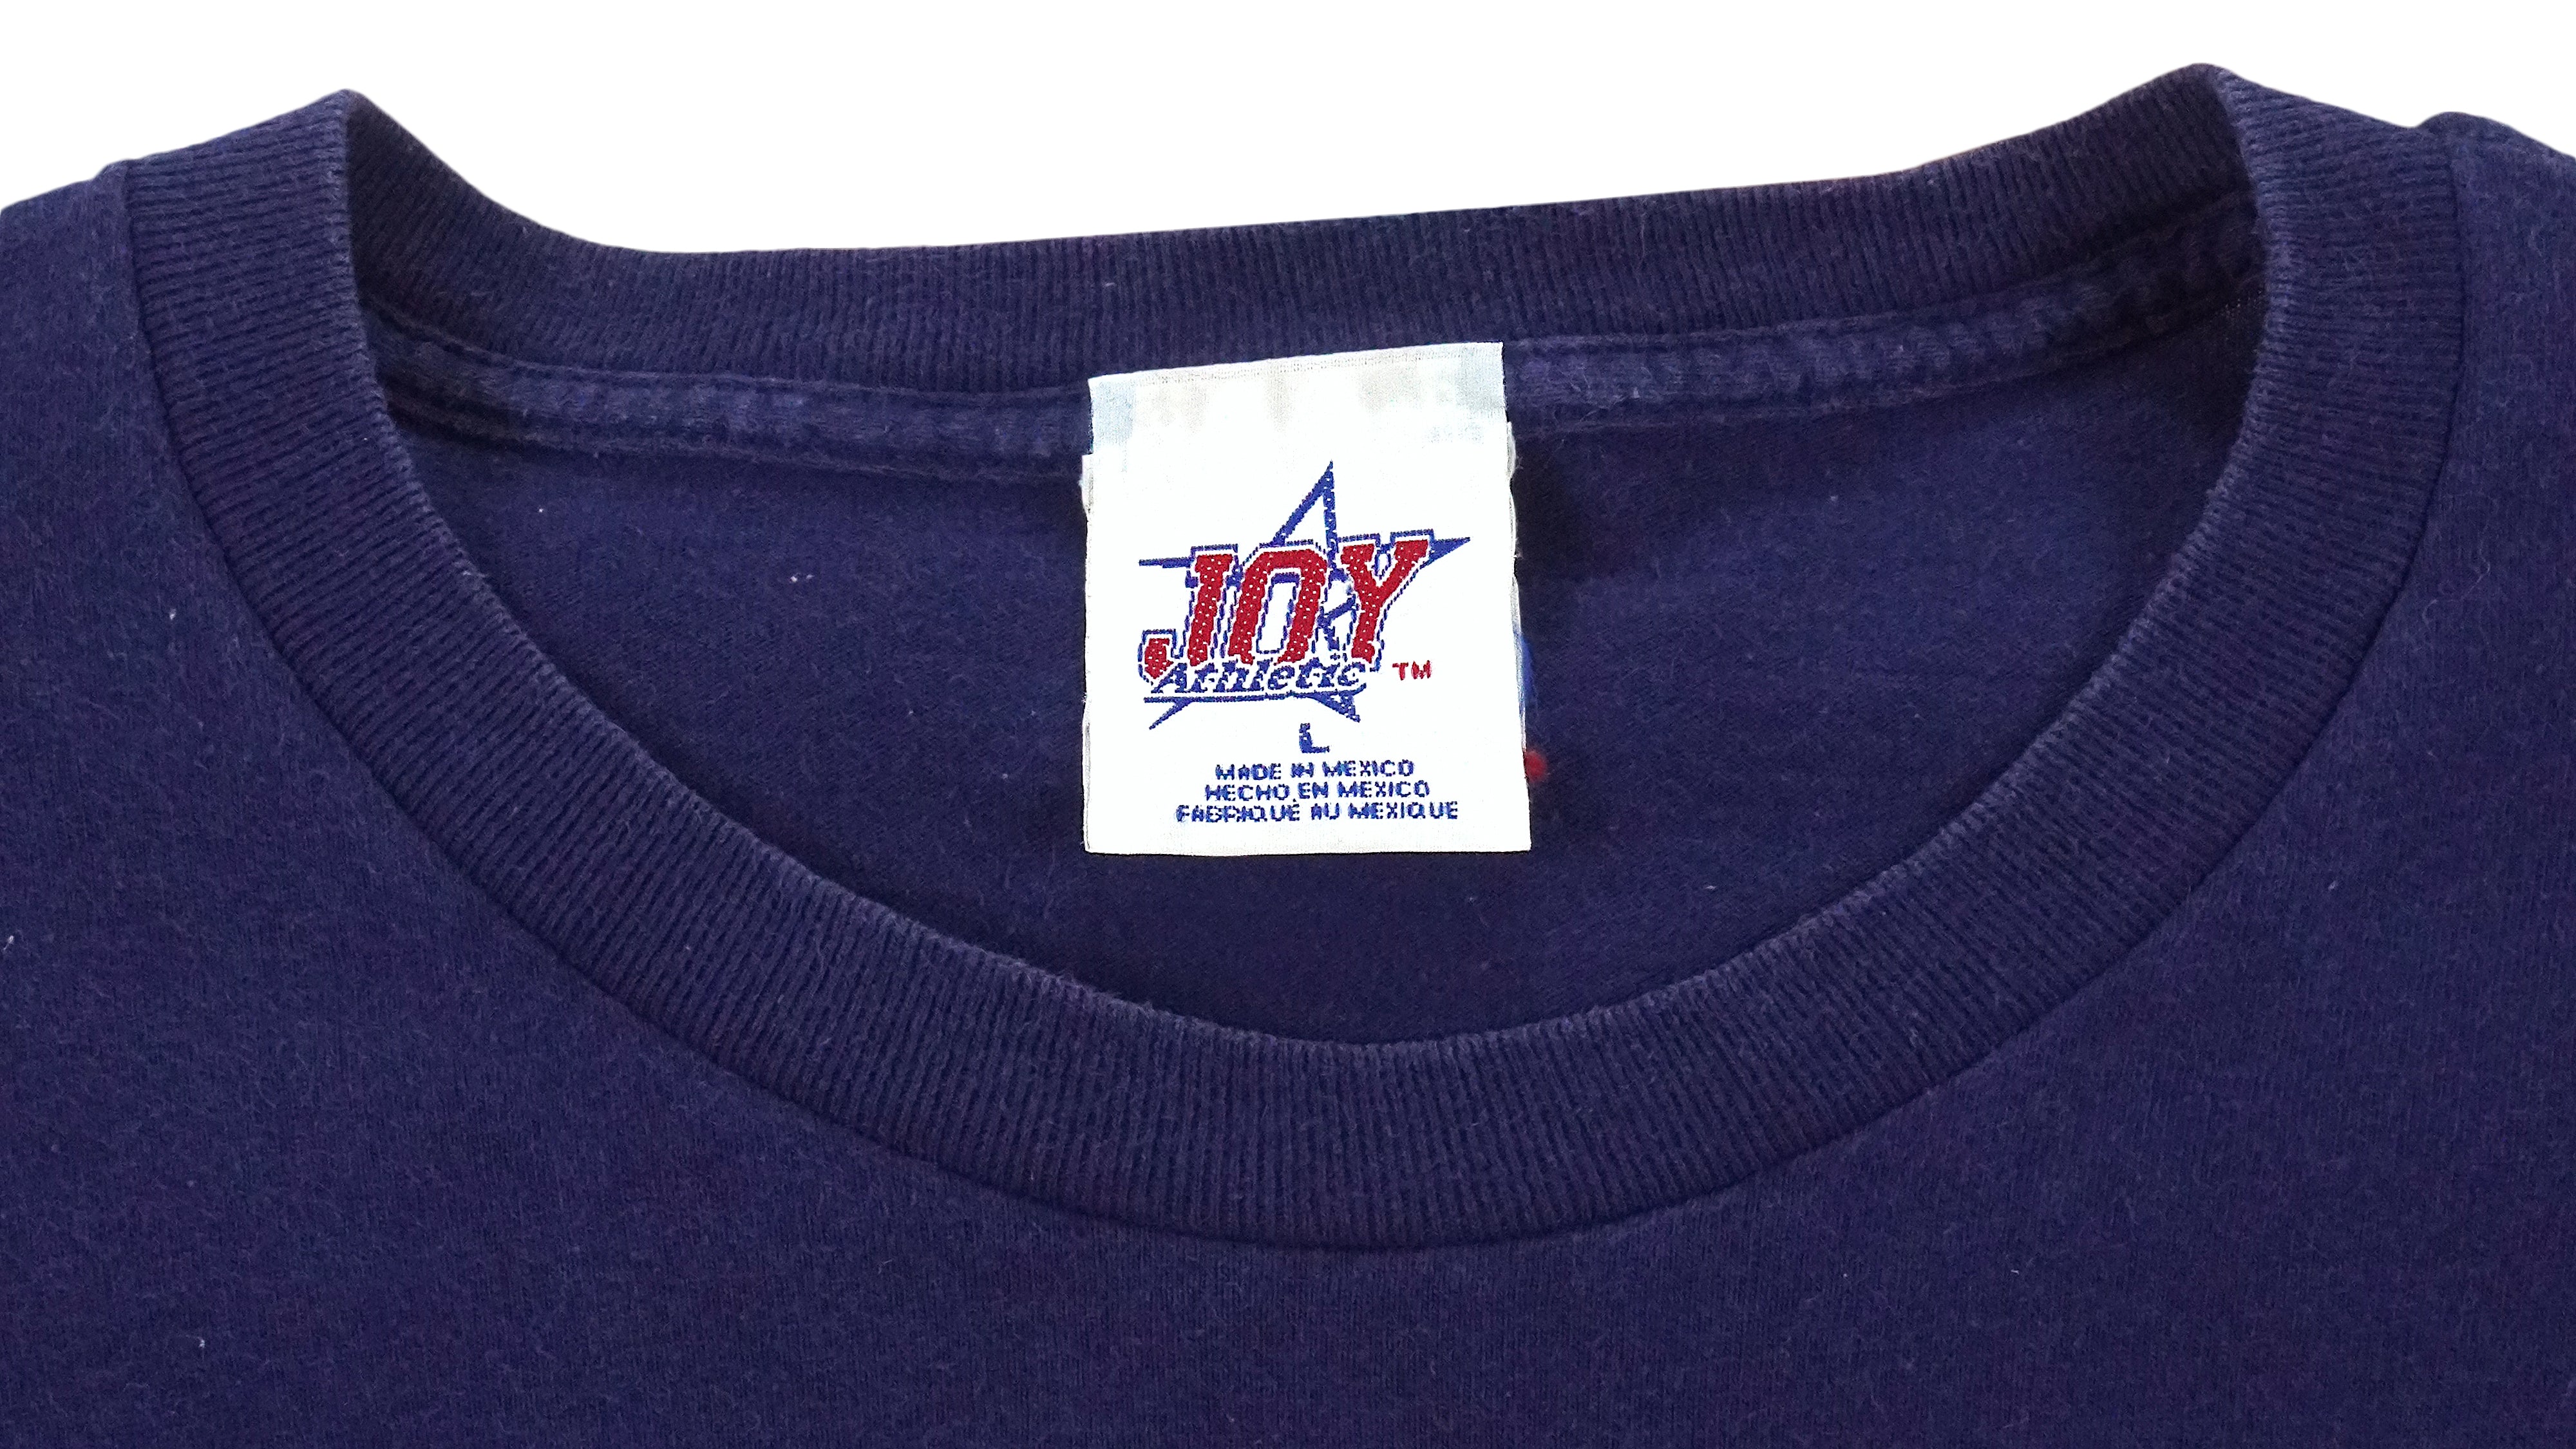 JOY
Athletic TM
L
MADE IN MEXICO
HECHO EN MEXICO
FABRIQUÉ AU MEXIQUE